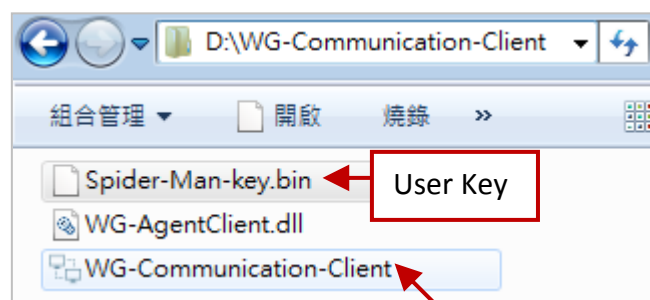 D:\WG-Communication-Client
組合管理 開啟 燒錄 »
Spider-Man-key.bin
User Key
WG-AgentClient.dll
WG-Communication-Client